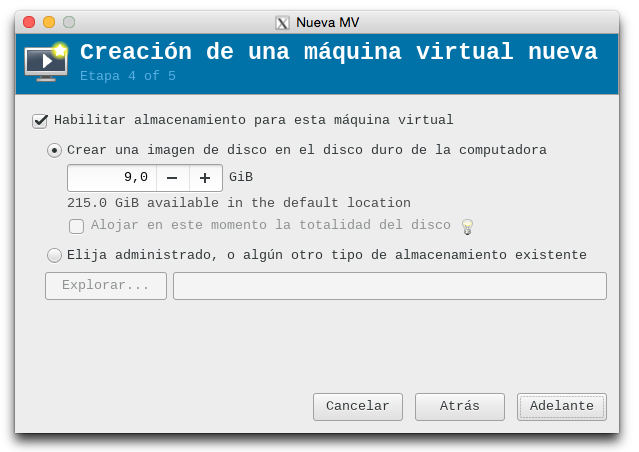 Nueva MV
Creación de una máquina virtual nueva
Etapa 4 of 5
Habilitar almacenamiento para esta máquina virtual
Crear una imagen de disco en el disco duro de la computadora
9,0 − + GiB
215.0 GiB available in the default location
Alojar en este momento la totalidad del disco
Elija administrado, o algún otro tipo de almacenamiento existente
Explorar...
Cancelar Atrás Adelante